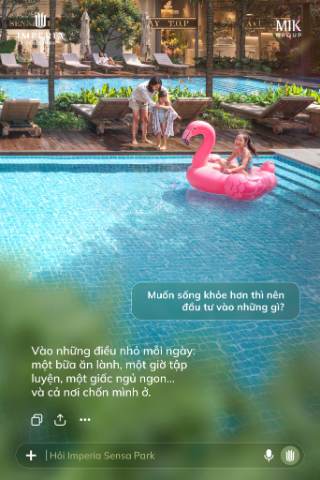 IMPERIA
MIK
GROUP
Muốn sống khỏe hơn thì nên
đầu tư vào những gì?
Vào những điều nhỏ mỗi ngày:
một bữa ăn lành, một giờ tập
luyện, một giấc ngủ ngon...
và cả nơi chốn mình ở.
Hỏi Imperia Sensa Park